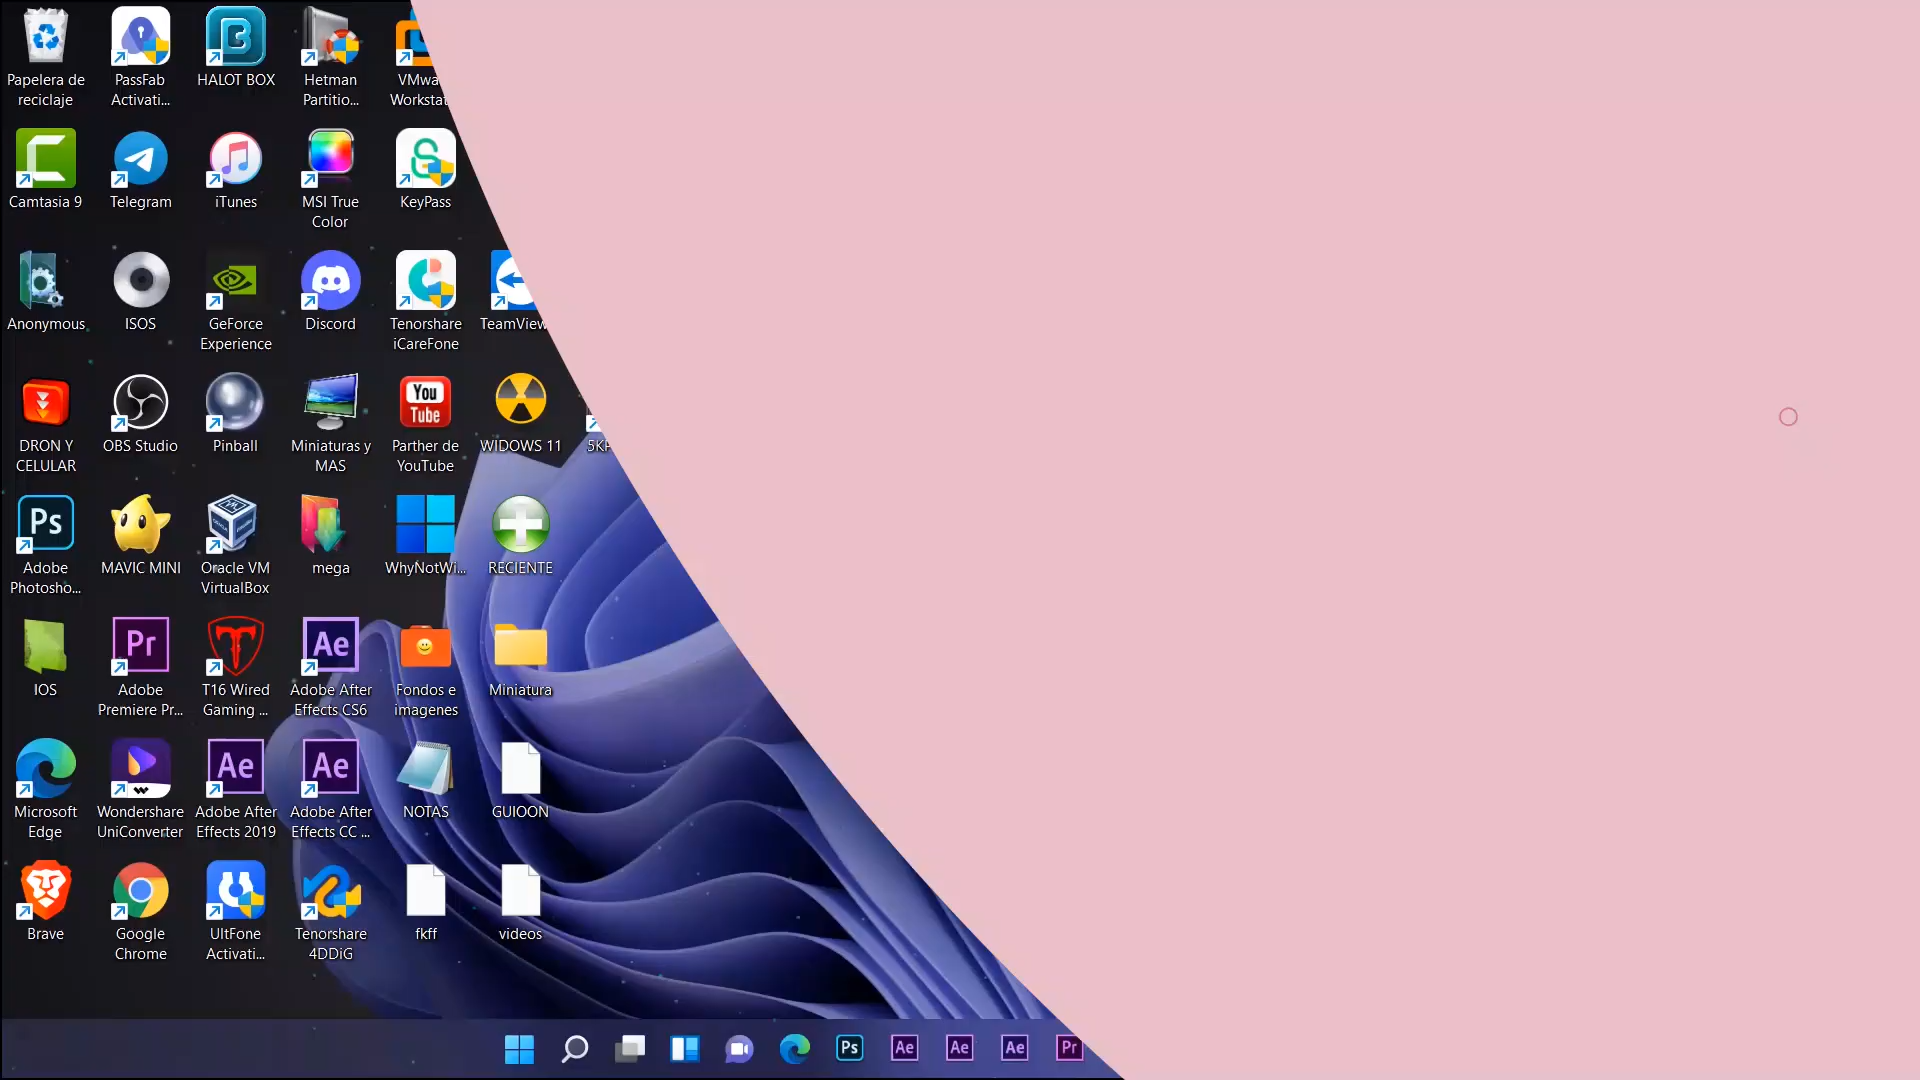 Papelera de
reciclaje
PassFab
Activati...
HALOT BOX
Hetman
Partitio...
Camtasia 9
Telegram
iTunes
MSI True
Color
KeyPass
Anonymous
ISOS
GeForce
Experience
Discord
Tenorshare
iCareFone
TeamView
You
Tube
DRON Y
CELULAR
OBS Studio
Pinball
Miniaturas y
MAS
Parther de
YouTube
WIDOWS 11
Ps
Adobe
Photosho...
MAVIC MINI
Oracle VM
VirtualBox
mega
WhyNotWi...
RECIENTE
IOS
Pr
Adobe
Premiere Pr...
T16 Wired
Gaming ...
Ae
Adobe After
Effects CS6
Fondos e
imagenes
Miniatura
Microsoft
Edge
Wondershare
UniConverter
Ae
Adobe After
Effects 2019
Ae
Adobe After
Effects CC ...
NOTAS
GUIOON
Brave
Google
Chrome
UltFone
Activati...
Tenorshare
4DDiG
fkff
videos
Ps
Ae
Ae
Ae
Pr